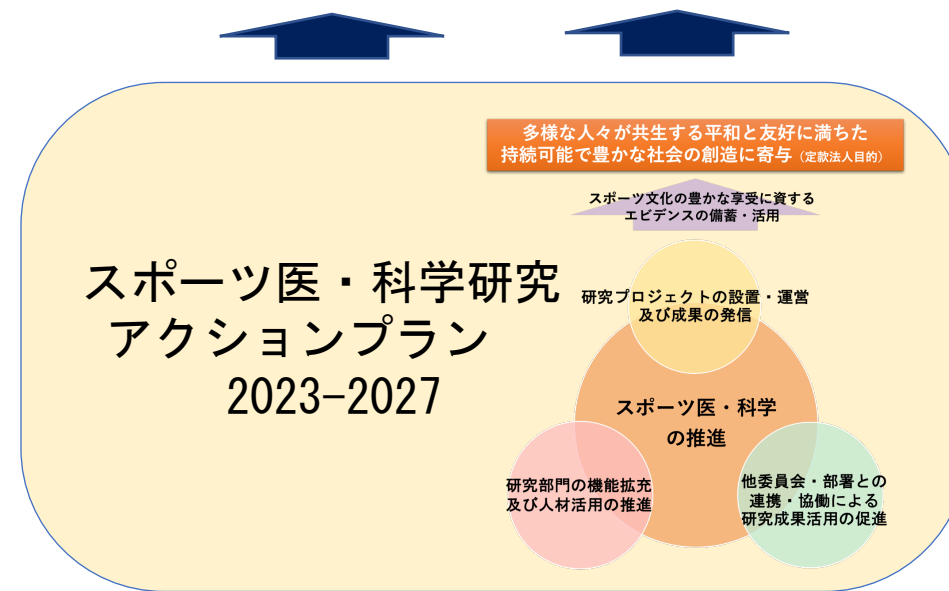 多様な人々が共生する平和と友好に満ちた
持続可能で豊かな社会の創造に寄与（定款法人目的）
スポーツ文化の豊かな享受に資する
エビデンスの備蓄・活用
スポーツ医・科学研究
アクションプラン
2023-2027
研究プロジェクトの設置・運営
及び成果の発信
スポーツ医・科学
の推進
研究部門の機能拡充
及び人材活用の推進
他委員会・部署との
連携・協働による
研究成果活用の促進